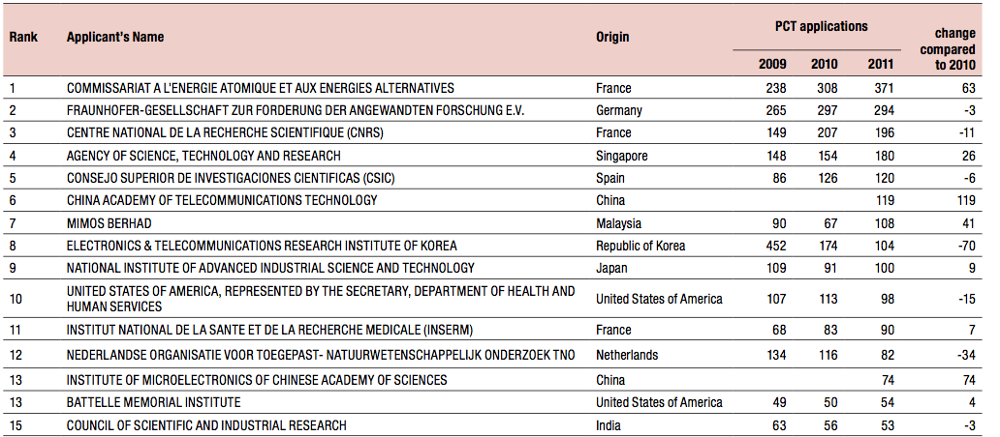 Rank Applicant's Name Origin PCT applications change compared to 2010
2009 2010 2011
1 COMMISSARIAT A L'ENERGIE ATOMIQUE ET AUX ENERGIES ALTERNATIVES France 238 308 371 63
2 FRAUNHOFER-GESELLSCHAFT ZUR FORDERUNG DER ANGEWANDTEN FORSCHUNG E.V. Germany 265 297 294 -3
3 CENTRE NATIONAL DE LA RECHERCHE SCIENTIFIQUE (CNRS) France 149 207 196 -11
4 AGENCY OF SCIENCE, TECHNOLOGY AND RESEARCH Singapore 148 154 180 26
5 CONSEJO SUPERIOR DE INVESTIGACIONES CIENTIFICAS (CSIC) Spain 86 126 120 -6
6 CHINA ACADEMY OF TELECOMMUNICATIONS TECHNOLOGY China 119 119
7 MIMOS BERHAD Malaysia 90 67 108 41
8 ELECTRONICS & TELECOMMUNICATIONS RESEARCH INSTITUTE OF KOREA Republic of Korea 452 174 104 -70
9 NATIONAL INSTITUTE OF ADVANCED INDUSTRIAL SCIENCE AND TECHNOLOGY Japan 109 91 100 9
10 UNITED STATES OF AMERICA, REPRESENTED BY THE SECRETARY, DEPARTMENT OF HEALTH AND
HUMAN SERVICES United States of America 107 113 98 -15
11 INSTITUT NATIONAL DE LA SANTE ET DE LA RECHERCHE MEDICALE (INSERM) France 68 83 90 7
12 NEDERLANDSE ORGANISATIE VOOR TOEGEPAST- NATUURWETENSCHAPPELIJK ONDERZOEK TNO Netherlands 134 116 82 -34
13 INSTITUTE OF MICROELECTRONICS OF CHINESE ACADEMY OF SCIENCES China 74 74
13 BATTELLE MEMORIAL INSTITUTE United States of America 49 50 54 4
15 COUNCIL OF SCIENTIFIC AND INDUSTRIAL RESEARCH India 63 56 53 -3